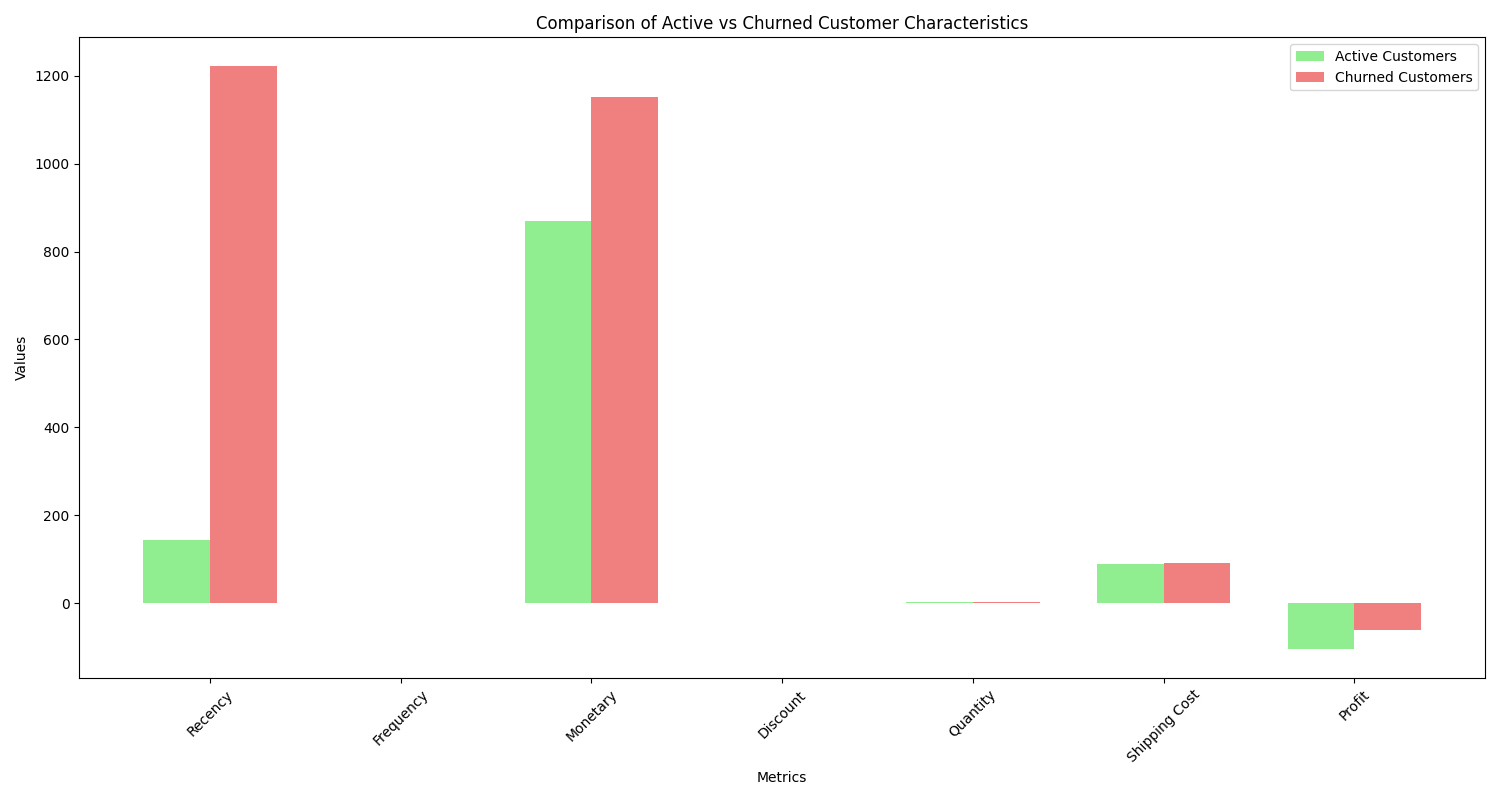 Comparison of Active vs Churned Customer Characteristics
Active Customers
Churned Customers
1200
1000
800
600
400
200
0
Values
Recency
Frequency
Monetary
Discount
Quantity
Shipping Cost
Profit
Metrics